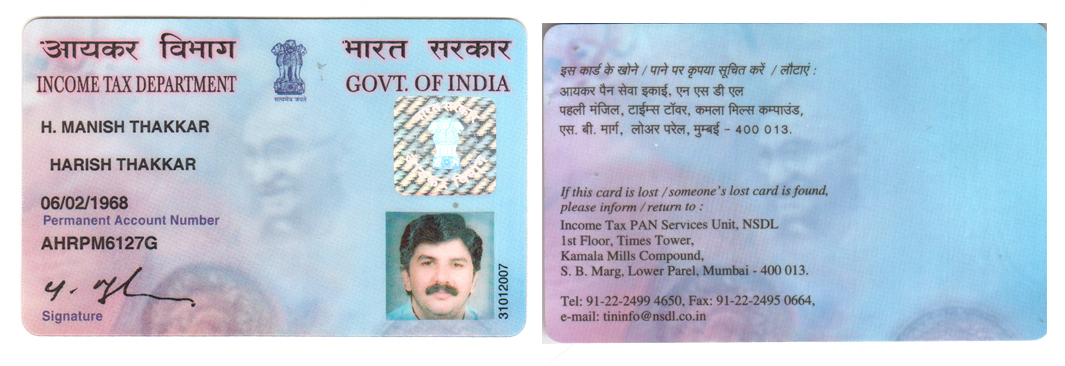 आयकर विभाग
INCOME TAX DEPARTMENT
सत्यमेव जयते
भारत सरकार
GOVT. OF INDIA
H. MANISH THAKKAR
HARISH THAKKAR
06/02/1968
Permanent Account Number
AHRPM6127G
Signature
31012007
इस कार्ड के खोने / पाने पर कृपया सूचित करें / लौटाएं :
आयकर पैन सेवा इकाई, एन एस डी एल
पहली मंजिल, टाईम्स टॉवर, कमला मिल्स कम्पाउंड,
एस. बी. मार्ग, लोअर परेल, मुम्बई - 400 013.
If this card is lost / someone's lost card is found,
please inform / return to :
Income Tax PAN Services Unit, NSDL
1st Floor, Times Tower,
Kamala Mills Compound,
S. B. Marg, Lower Parel, Mumbai - 400 013.
Tel: 91-22-2499 4650, Fax: 91-22-2495 0664,
e-mail: tininfo@nsdl.co.in